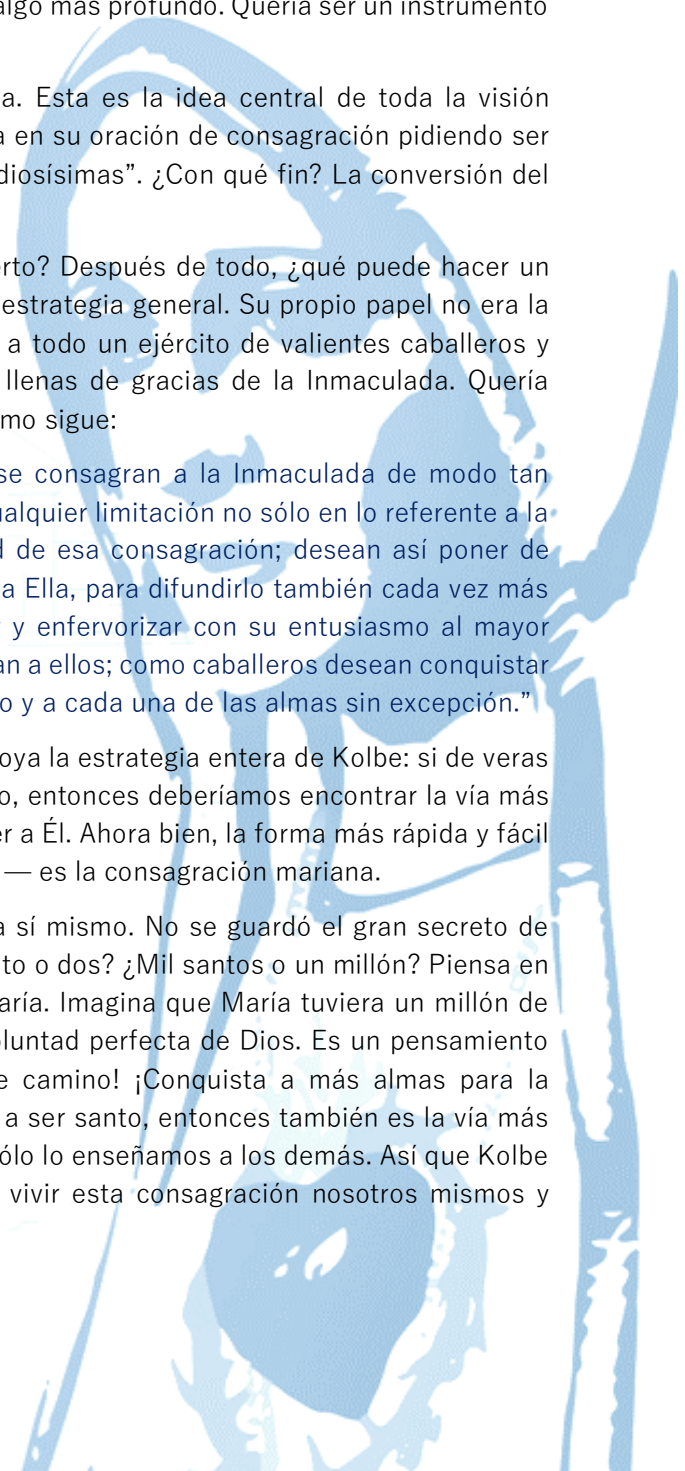 algo más profundo. Quería ser un instrumento
a. Esta es la idea central de toda la visión
a en su oración de consagración pidiendo ser
diosísimas”. ¿Con qué fin? La conversión del
erto? Después de todo, ¿qué puede hacer un
estrategia general. Su propio papel no era la
a todo un ejército de valientes caballeros y
llenas de gracias de la Inmaculada. Quería
mo sigue:
se consagran a la Inmaculada de modo tan
ualquier limitación no sólo en lo referente a la
d de esa consagración; desean así poner de
a Ella, para difundirlo también cada vez más
y enfervorizar con su entusiasmo al mayor
an a ellos; como caballeros desean conquistar
o y a cada una de las almas sin excepción.”
oya la estrategia entera de Kolbe: si de veras
o, entonces deberíamos encontrar la vía más
er a Él. Ahora bien, la forma más rápida y fácil
— es la consagración mariana.
a sí mismo. No se guardó el gran secreto de
to o dos? ¿Mil santos o un millón? Piensa en
aría. Imagina que María tuviera un millón de
oluntad perfecta de Dios. Es un pensamiento
e camino! ¡Conquista a más almas para la
a ser santo, entonces también es la vía más
ólo lo enseñamos a los demás. Así que Kolbe
vivir esta consagración nosotros mismos y